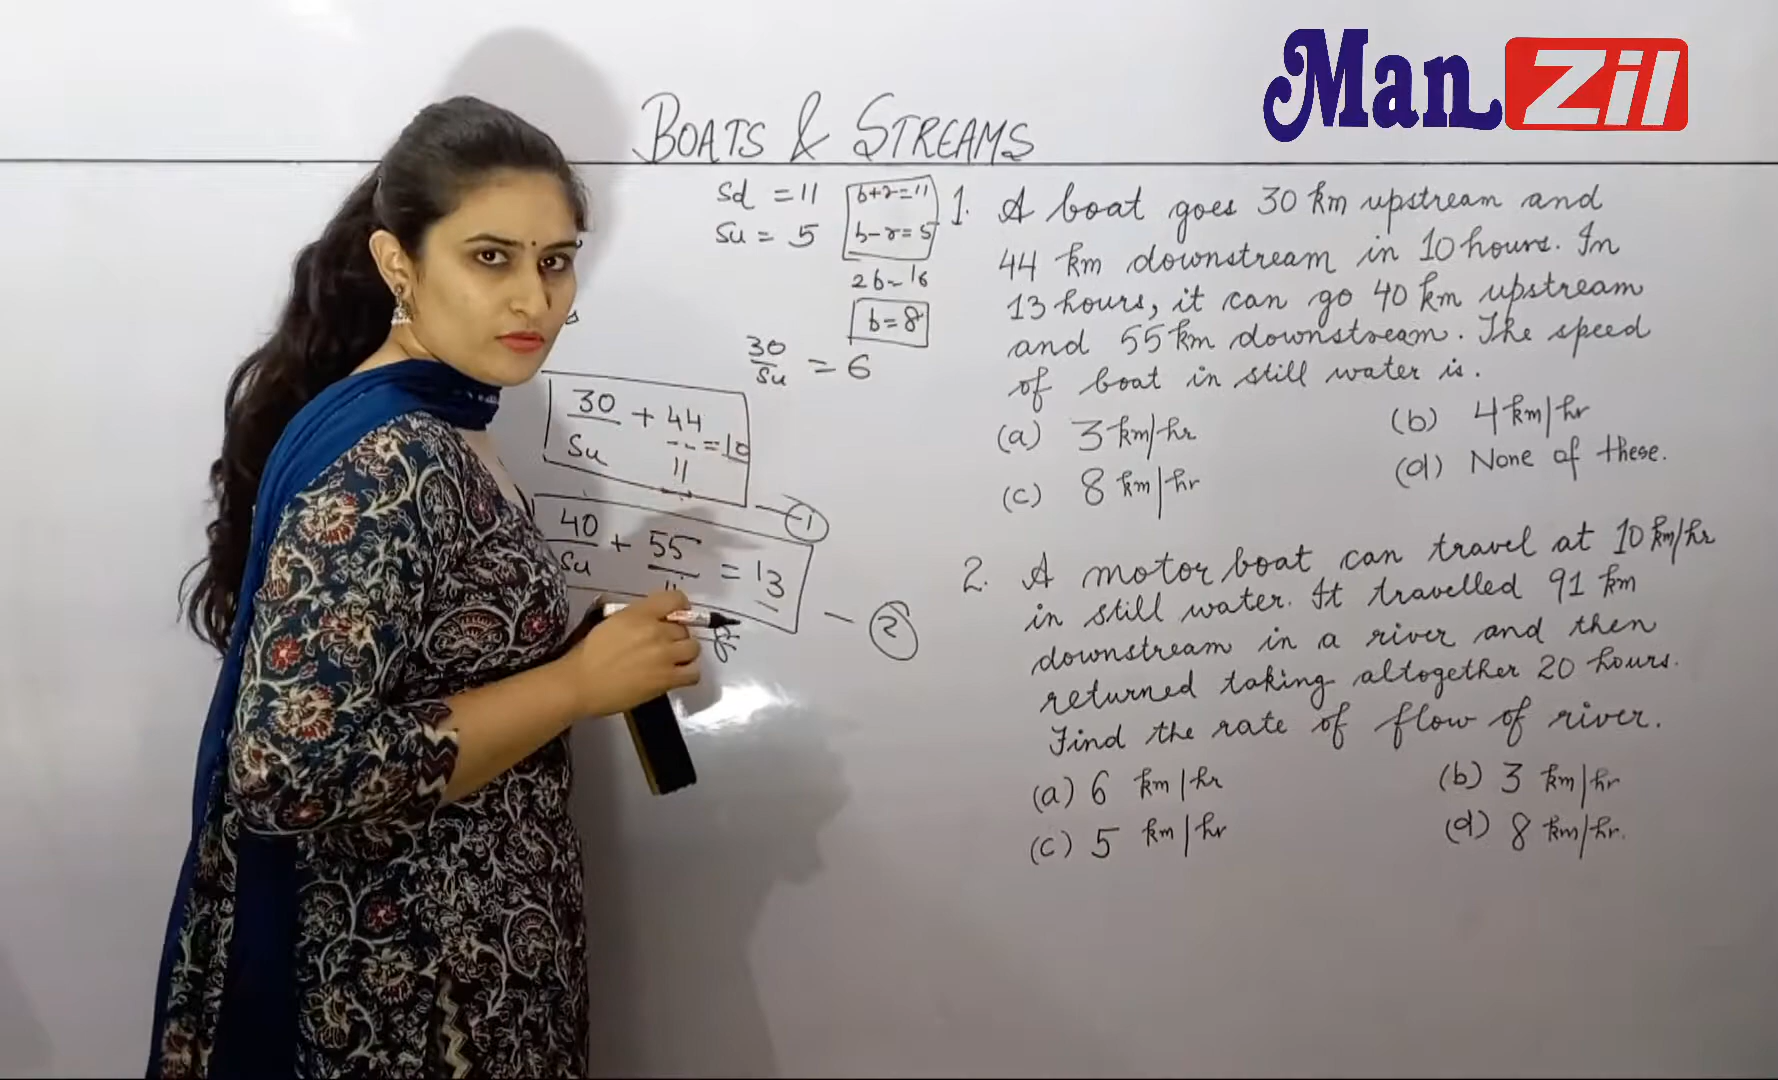 ManZil
BOATS & STREAMS
Sd = 11
Su = 5
b+r=11
b-r=5
2b=16
b=8
30/Su = 6
30/Su + 44/11 = 10
1
40/Su + 55/11 = 13
2
1. A boat goes 30 km upstream and
44 km downstream in 10 hours. In
13 hours, it can go 40 km upstream
and 55 km downstream. The speed
of boat in still water is.
(a) 3 km/hr
(b) 4 km/hr
(c) 8 km/hr
(d) None of these.
2. A motor boat can travel at 10 km/hr
in still water. It travelled 91 km
downstream in a river and then
returned taking altogether 20 hours.
Find the rate of flow of river.
(a) 6 km/hr
(b) 3 km/hr
(c) 5 km/hr
(d) 8 km/hr.